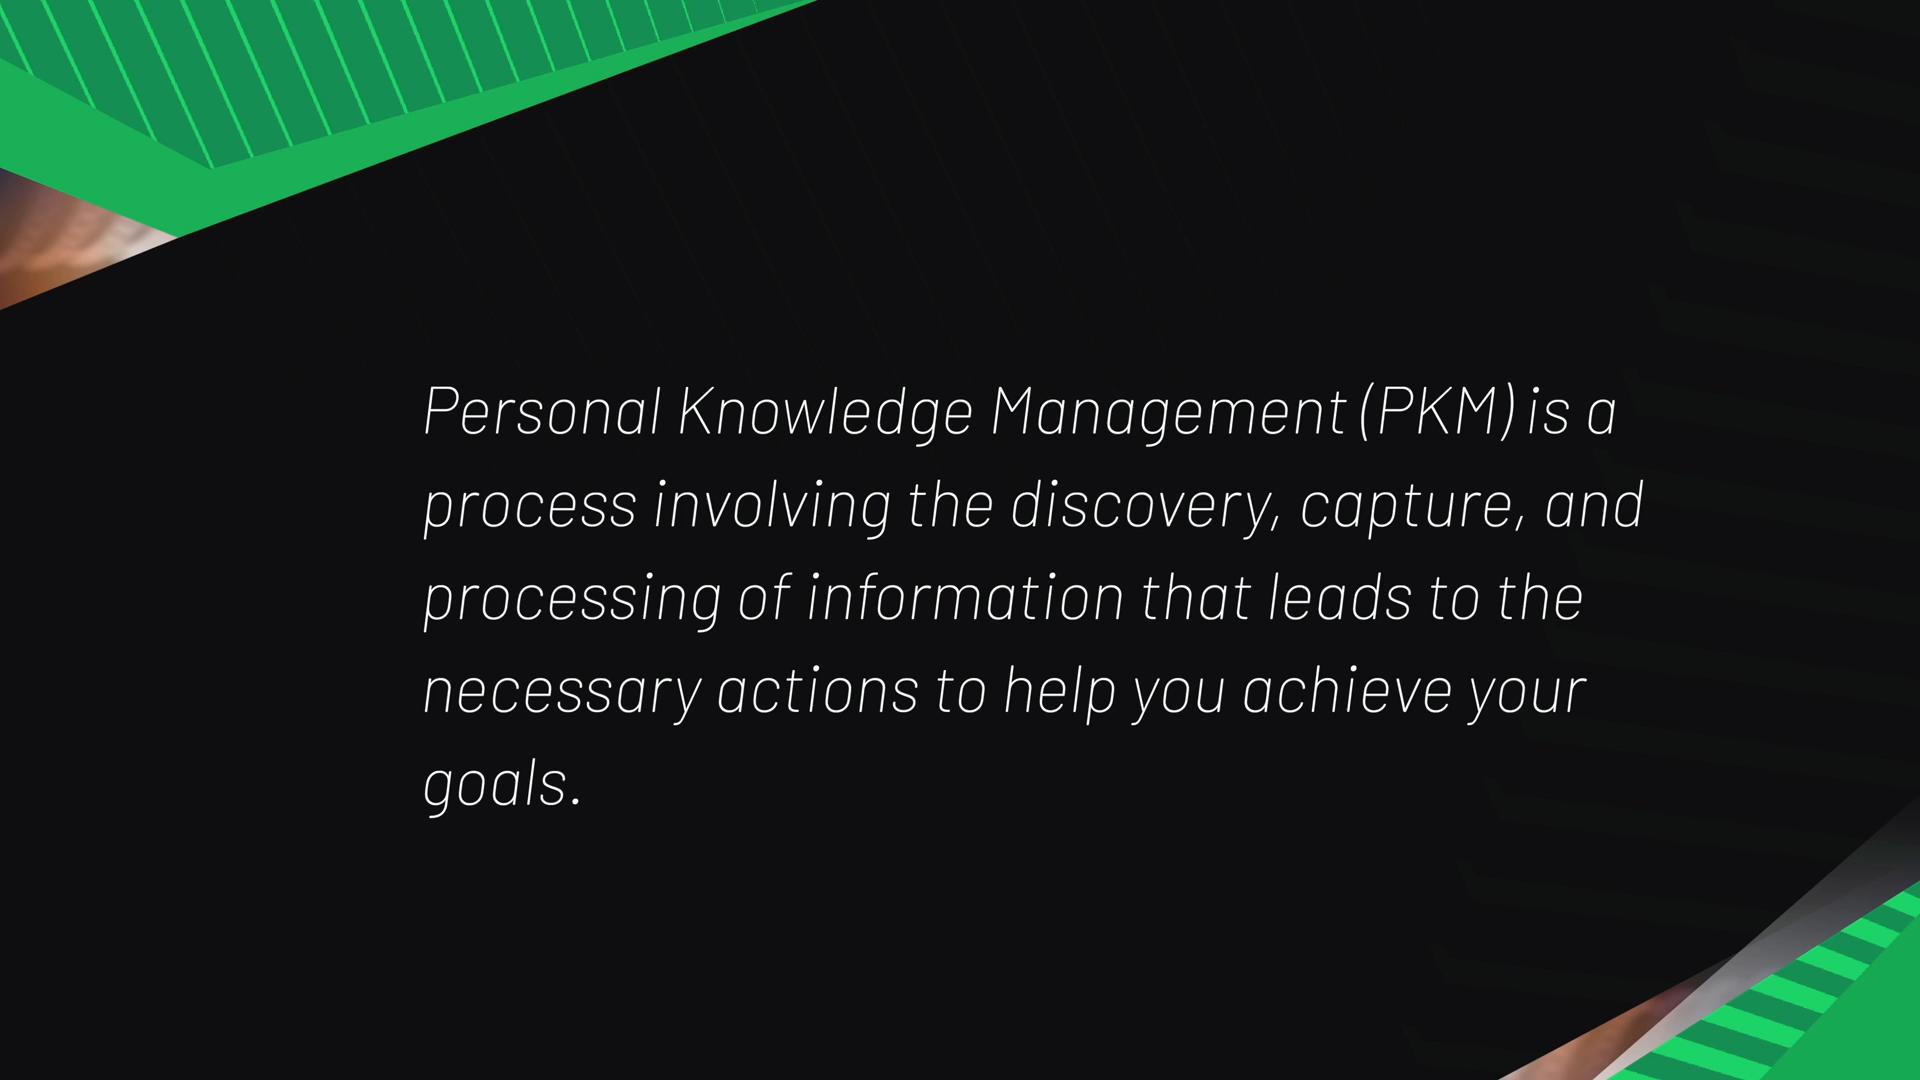 Personal Knowledge Management (PKM) is a
process involving the discovery, capture, and
processing of information that leads to the
necessary actions to help you achieve your
goals.